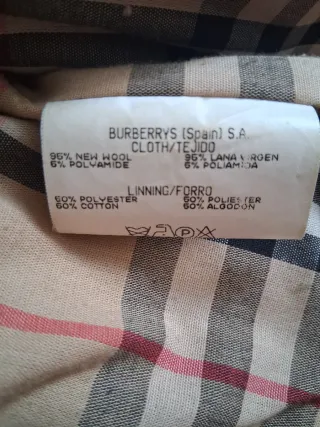 BURBERRYS (Spain) S.A.
CLOTH/TEJIDO
95% NEW WOOL 95% LANA VIRGEN
5% POLYAMIDE 5% POLIAMIDA
LINNING/FORRO
50% POLYESTER 50% POLIESTER
50% COTTON 50% ALGODON
P